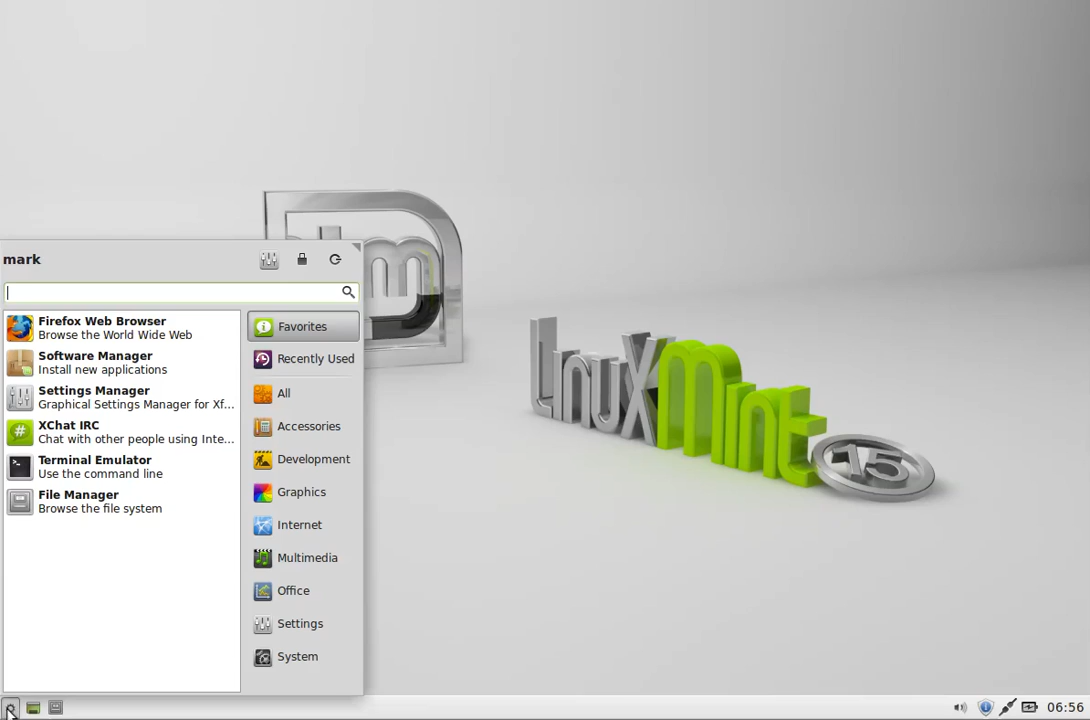 mark
Firefox Web Browser
Browse the World Wide Web
Software Manager
Install new applications
Settings Manager
Graphical Settings Manager for Xf...
XChat IRC
Chat with other people using Inte...
Terminal Emulator
Use the command line
File Manager
Browse the file system
Favorites
Recently Used
All
Accessories
Development
Graphics
Internet
Multimedia
Office
Settings
System
LinuxMint 15
06:56